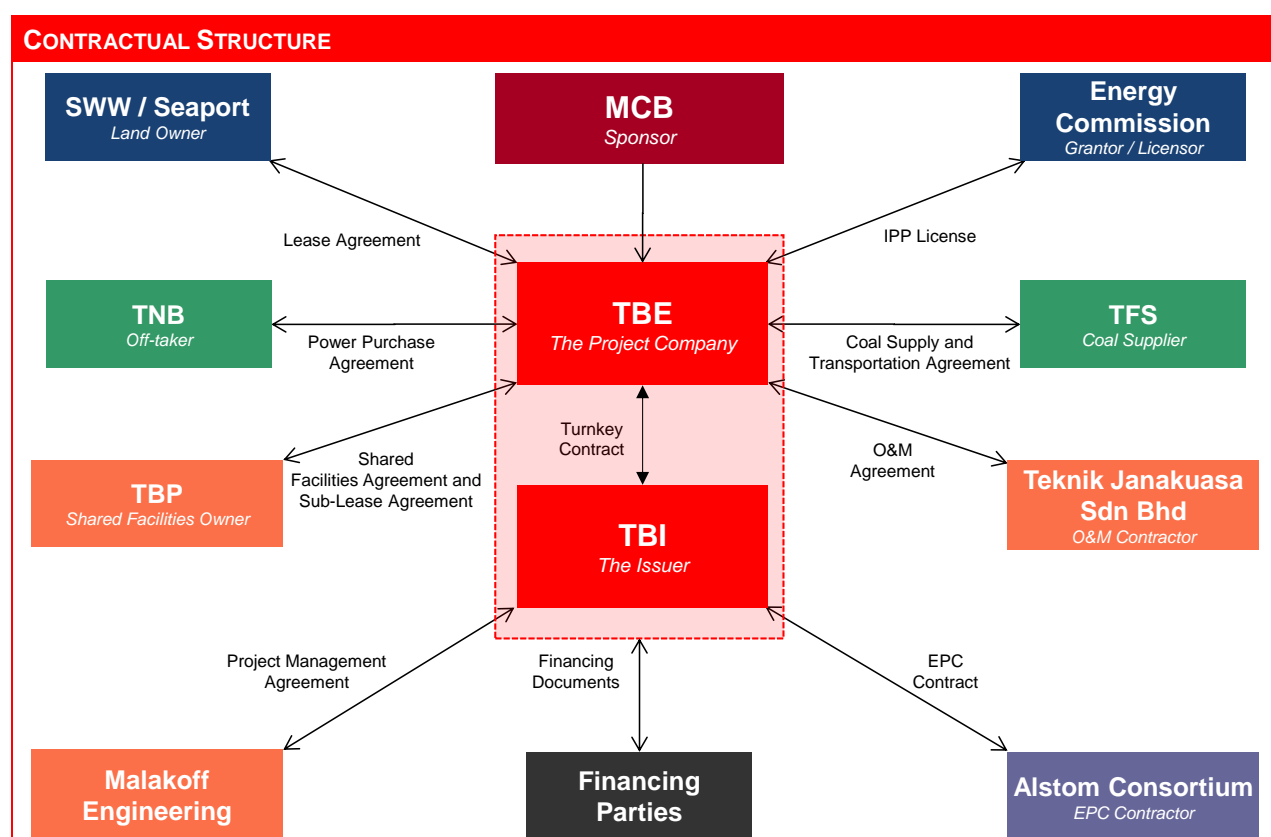 CONTRACTUAL STRUCTURE
SWW / Seaport
Land Owner
MCB
Sponsor
Energy
Commission
Grantor / Licensor
Lease Agreement
IPP License
TNB
Off-taker
Power Purchase
Agreement
TBE
The Project Company
Coal Supply and
Transportation Agreement
TFS
Coal Supplier
Turnkey
Contract
Shared
Facilities Agreement and
Sub-Lease Agreement
O&M
Agreement
TBP
Shared Facilities Owner
TBI
The Issuer
Teknik Janakuasa
Sdn Bhd
O&M Contractor
Project Management
Agreement
Financing
Documents
EPC
Contract
Malakoff
Engineering
Financing
Parties
Alstom Consortium
EPC Contractor